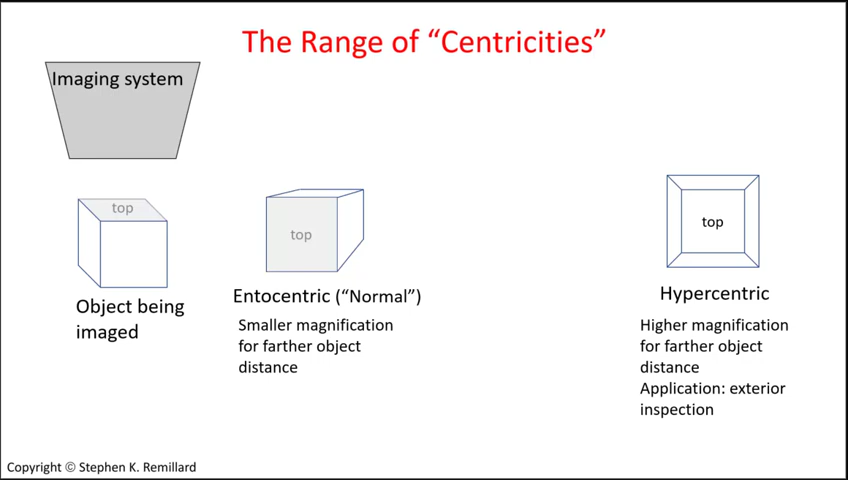 The Range of “Centricities”
Imaging system
top
Object being
imaged
top
Entocentric (“Normal”)
Smaller magnification
for farther object
distance
top
Hypercentric
Higher magnification
for farther object
distance
Application: exterior
inspection
Copyright © Stephen K. Remillard